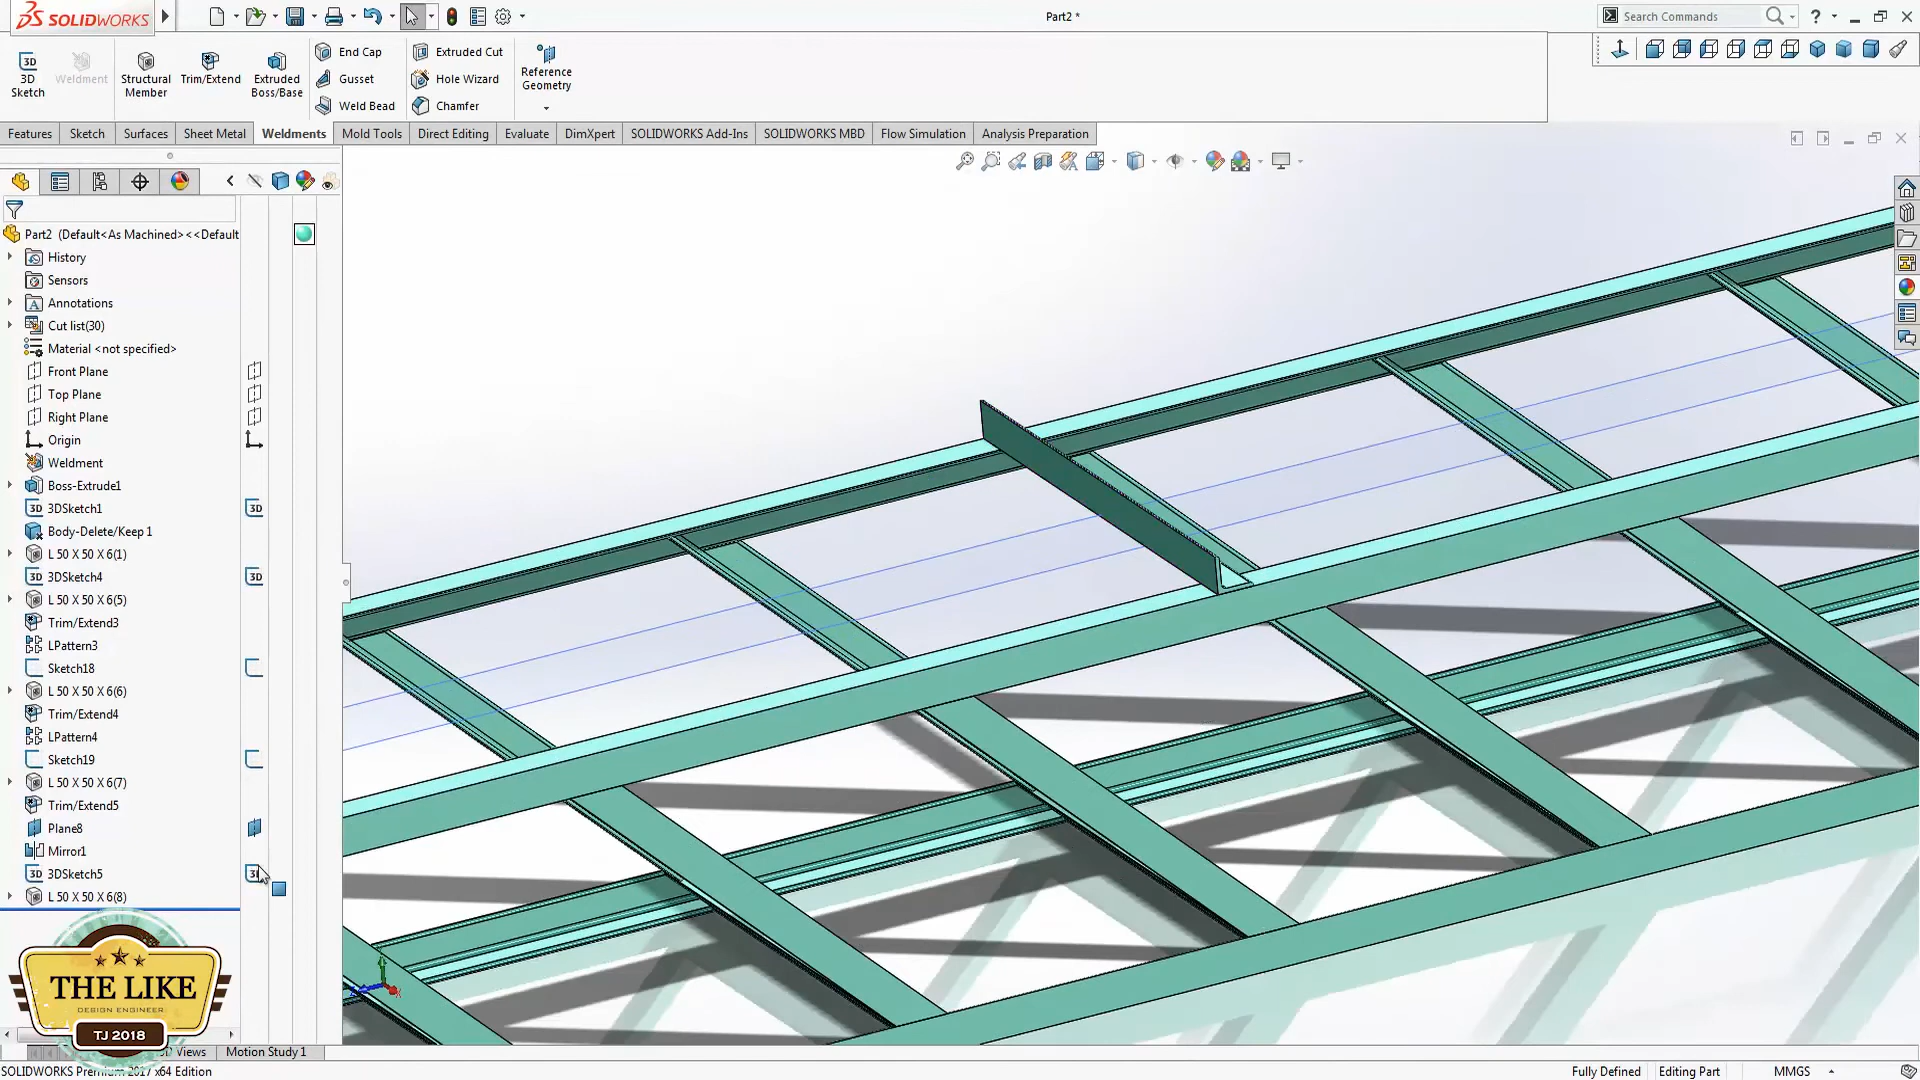 SOLIDWORKS
Part2 *
Search Commands
?
3D
Sketch
Weldment
Structural
Member
Trim/Extend
Extruded
Boss/Base
End Cap
Gusset
Weld Bead
Extruded Cut
Hole Wizard
Chamfer
Reference
Geometry
Features
Sketch
Surfaces
Sheet Metal
Weldments
Mold Tools
Direct Editing
Evaluate
DimXpert
SOLIDWORKS Add-Ins
SOLIDWORKS MBD
Flow Simulation
Analysis Preparation
Part2 (Default<As Machined><<Default
History
Sensors
Annotations
Cut list(30)
Material <not specified>
Front Plane
Top Plane
Right Plane
Origin
Weldment
Boss-Extrude1
3DSketch1
Body-Delete/Keep 1
L 50 X 50 X 6(1)
3DSketch4
L 50 X 50 X 6(5)
Trim/Extend3
LPattern3
Sketch18
L 50 X 50 X 6(6)
Trim/Extend4
LPattern4
Sketch19
L 50 X 50 X 6(7)
Trim/Extend5
Plane8
Mirror1
3DSketch5
L 50 X 50 X 6(8)
THE LIKE
DESIGN ENGINEER
TJ 2018
3D Views
Motion Study 1
SOLIDWORKS Premium 2017 x64 Edition
Fully Defined
Editing Part
MMGS